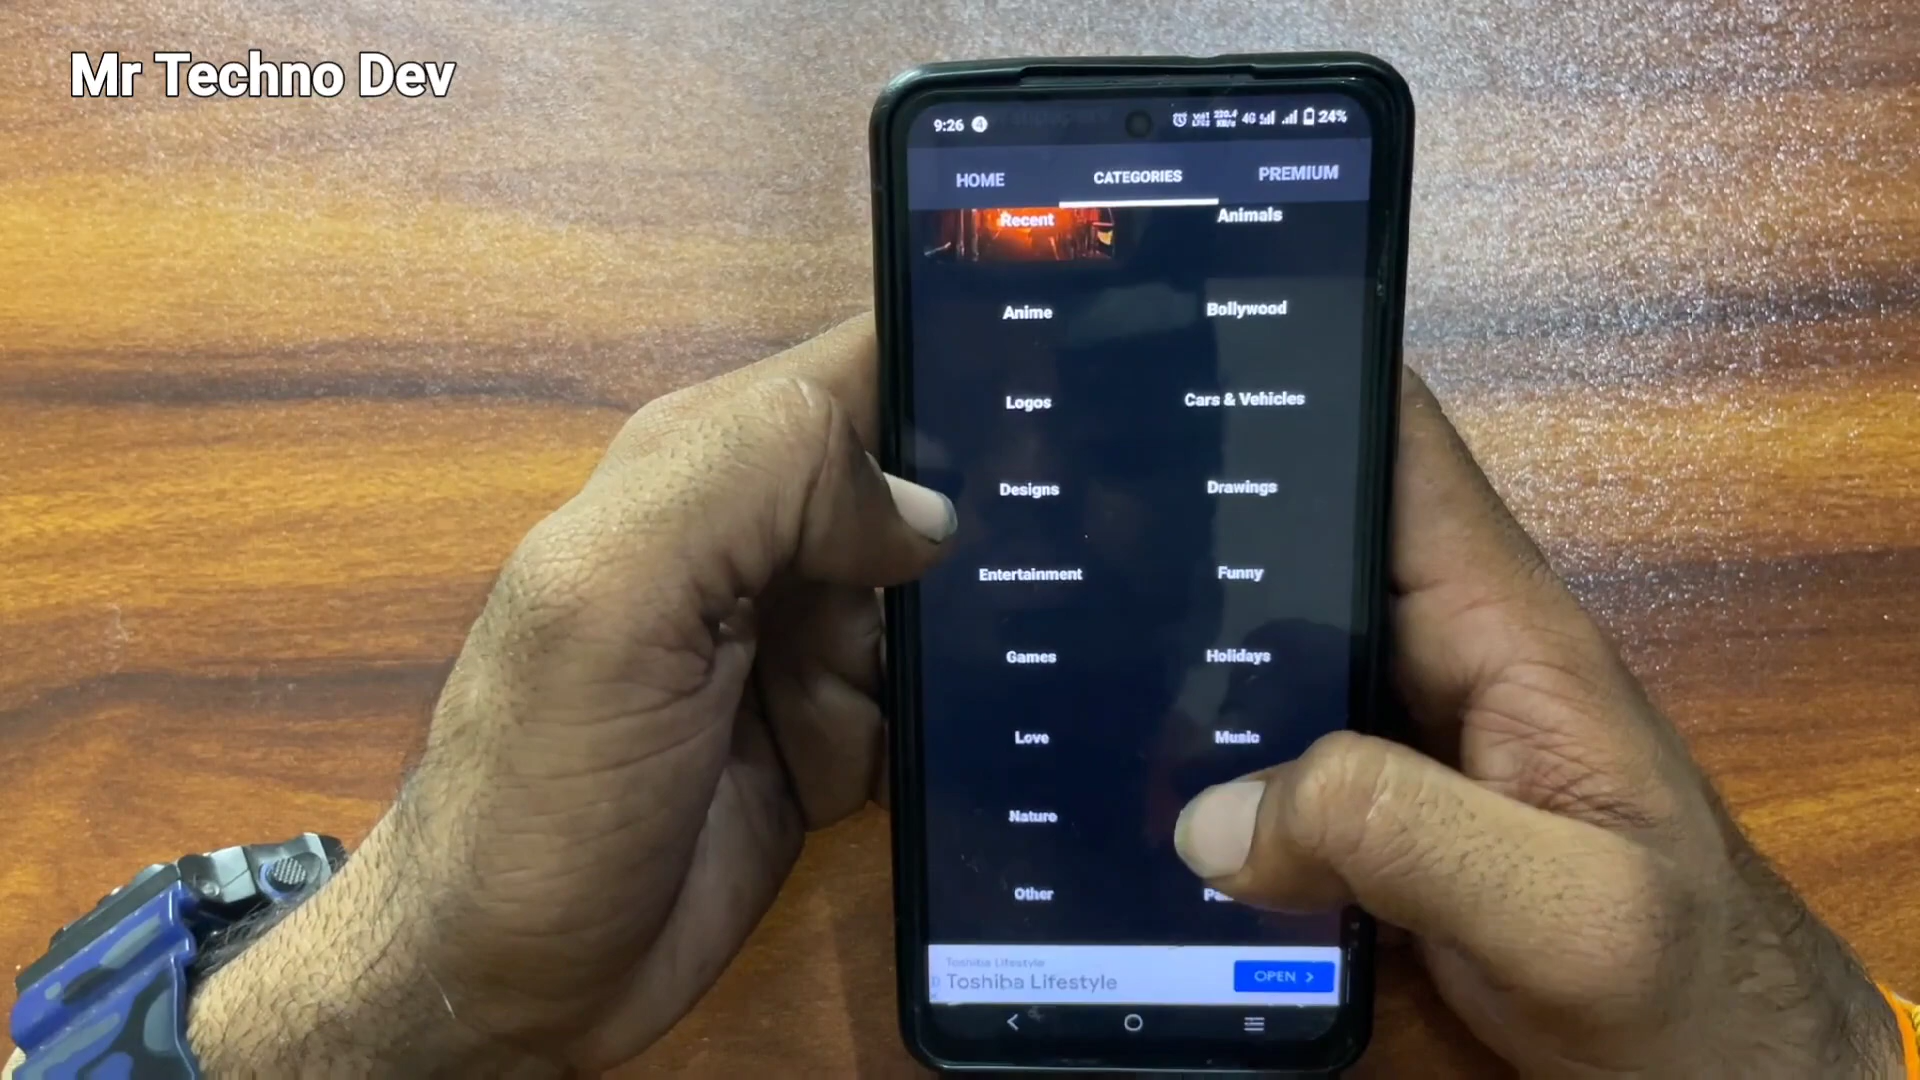 Mr Techno Dev
9:26
4G
24%
HOME CATEGORIES PREMIUM
Recent Animals
Anime Bollywood
Logos Cars & Vehicles
Designs Drawings
Entertainment Funny
Games Holidays
Love Music
Nature
Other
Toshiba Lifestyle
Toshiba Lifestyle
OPEN